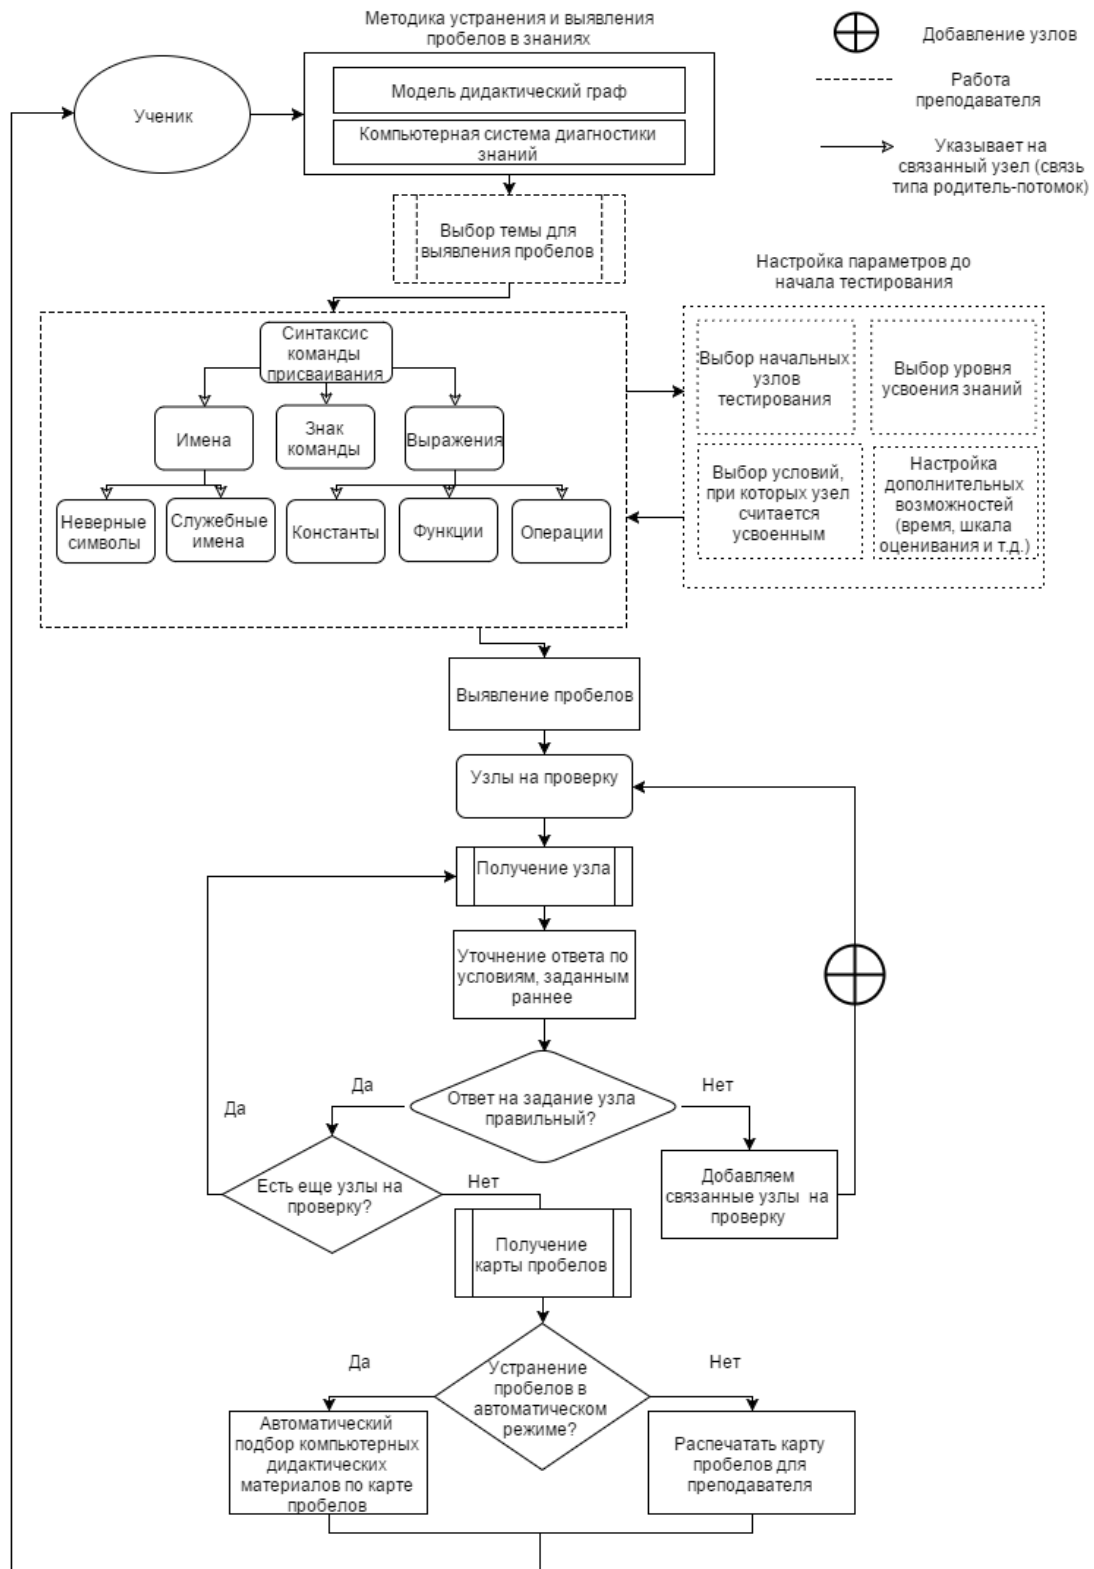 Методика устранения и выявления
пробелов в знаниях
Добавление узлов
Работа
преподавателя
Указывает на
связанный узел (связь
типа родитель-потомок)
Ученик
Модель дидактический граф
Компьютерная система диагностики
знаний
Выбор темы для
выявления пробелов
Настройка параметров до
начала тестирования
Синтаксис
команды
присваивания
Имена
Знак
команды
Выражения
Неверные
символы
Служебные
имена
Константы
Функции
Операции
Выбор начальных
узлов
тестирования
Выбор уровня
усвоения знаний
Выбор условий,
при которых узел
считается
усвоенным
Настройка
дополнительных
возможностей
(время, шкала
оценивания и т.д.)
Выявление пробелов
Узлы на проверку
Получение узла
Уточнение ответа по
условиям, заданным
раннее
Ответ на задание узла
правильный?
Да
Нет
Да
Есть еще узлы на
проверку?
Нет
Добавляем
связанные узлы на
проверку
Получение
карты пробелов
Устранение
пробелов в
автоматическом
режиме?
Да
Нет
Автоматический
подбор компьютерных
дидактических
материалов по карте
пробелов
Распечатать карту
пробелов для
преподавателя